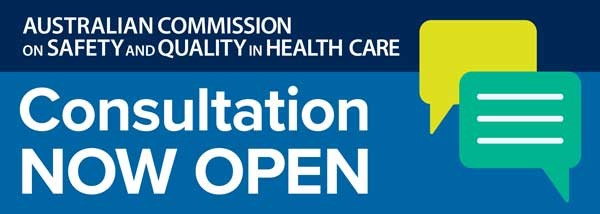 AUSTRALIAN COMMISSION
ON SAFETY AND QUALITY IN HEALTH CARE
Consultation
NOW OPEN